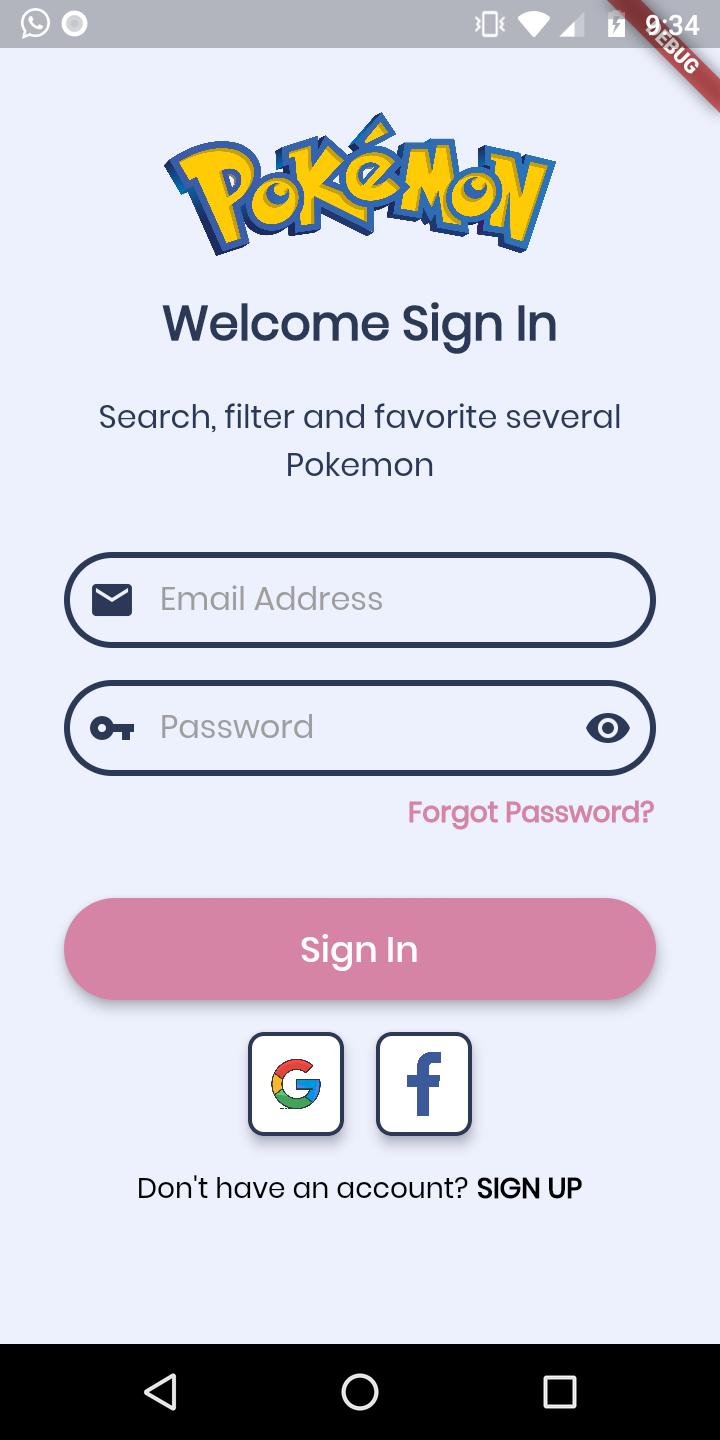 9:34
DEBUG
POKéMON
Welcome Sign In
Search, filter and favorite several
Pokemon
Email Address
Password
Forgot Password?
Sign In
G f
Don't have an account? SIGN UP